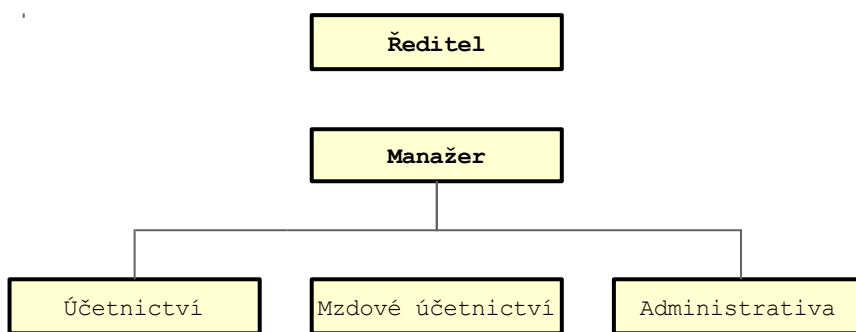 Ředitel
Manažer
Účetnictví
Mzdové účetnictví
Administrativa